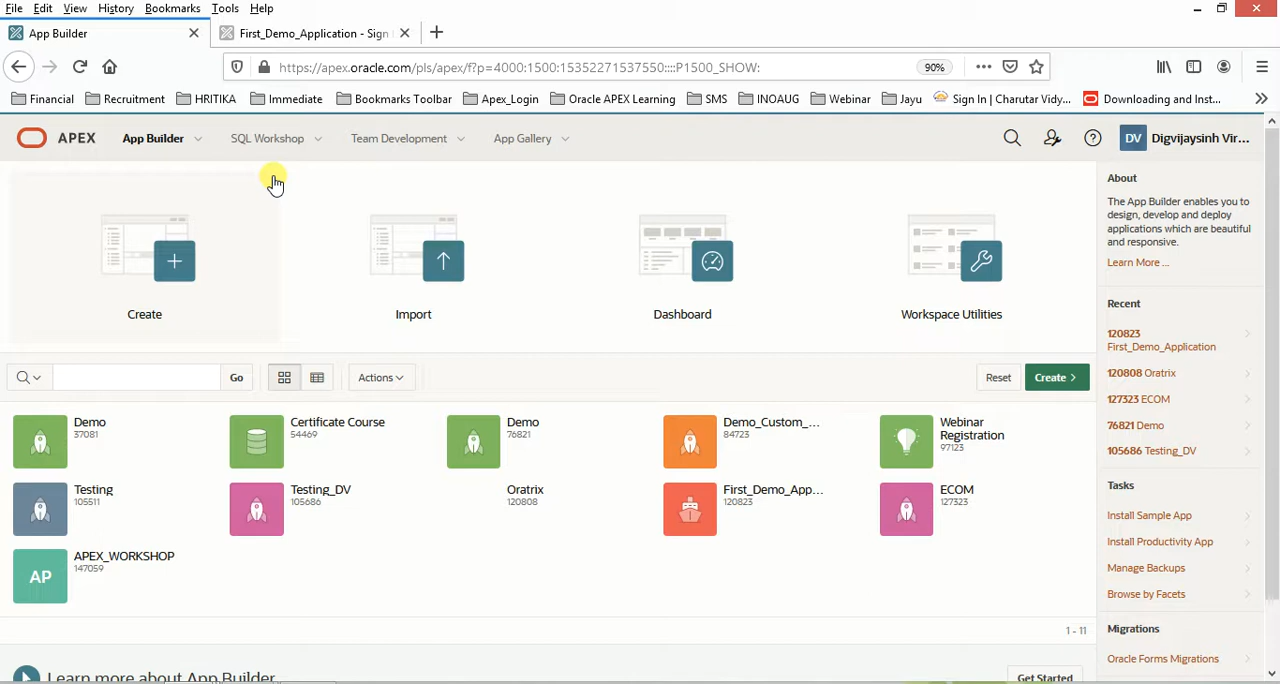 File Edit View History Bookmarks Tools Help
App Builder
First_Demo_Application - Sign
https://apex.oracle.com/pls/apex/f?p=4000:1500:15352271537550::::P1500_SHOW:
90%
Financial Recruitment HRITIKA Immediate Bookmarks Toolbar Apex-Login Oracle APEX Learning SMS INOAUG Webinar Jayu Sign In | Charutar Vidy... Downloading and Inst...
APEX App Builder SQL Workshop Team Development App Gallery
DV Digvijaysinh Vir...
Create
Import
Dashboard
Workspace Utilities
Go
Actions
Reset
Create
Demo
37081
Certificate Course
54469
Demo
76821
Demo_Custom_...
84723
Webinar
Registration
97123
Testing
105511
Testing_DV
105686
Oratrix
120808
First_Demo_App...
120823
ECOM
127323
AP
APEX_WORKSHOP
147059
1 - 11
Learn more about App Builder
Get Started
About
The App Builder enables you to
design, develop and deploy
applications which are beautiful
and responsive.
Learn More ...
Recent
120823
First_Demo_Application
120808 Oratrix
127323 ECOM
76821 Demo
105686 Testing_DV
Tasks
Install Sample App
Install Productivity App
Manage Backups
Browse by Facets
Migrations
Oracle Forms Migrations